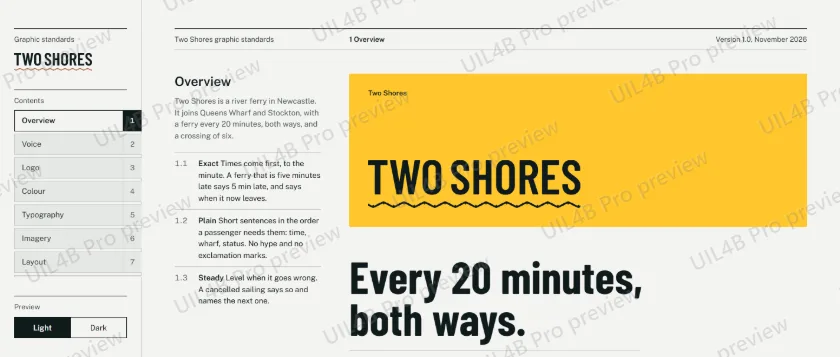 Graphic standards
TWO SHORES
Contents
Overview 1
Voice 2
Logo 3
Colour 4
Typography 5
Imagery 6
Layout 7
Preview
Light Dark
Two Shores graphic standards
1 Overview
Version 1.0, November 2026
Overview
Two Shores is a river ferry in Newcastle.
It joins Queens Wharf and Stockton, with
a ferry every 20 minutes, both ways, and
a crossing of six.
1.1 Exact Times come first, to the
minute. A ferry that is five minutes
late says 5 min late, and says
when it now leaves.
1.2 Plain Short sentences in the order
a passenger needs them: time,
wharf, status. No hype and no
exclamation marks.
1.3 Steady Level when it goes wrong.
A cancelled sailing says so and
names the next one.
Two Shores
TWO SHORES
Every 20 minutes,
both ways.
UIL4B Pro preview